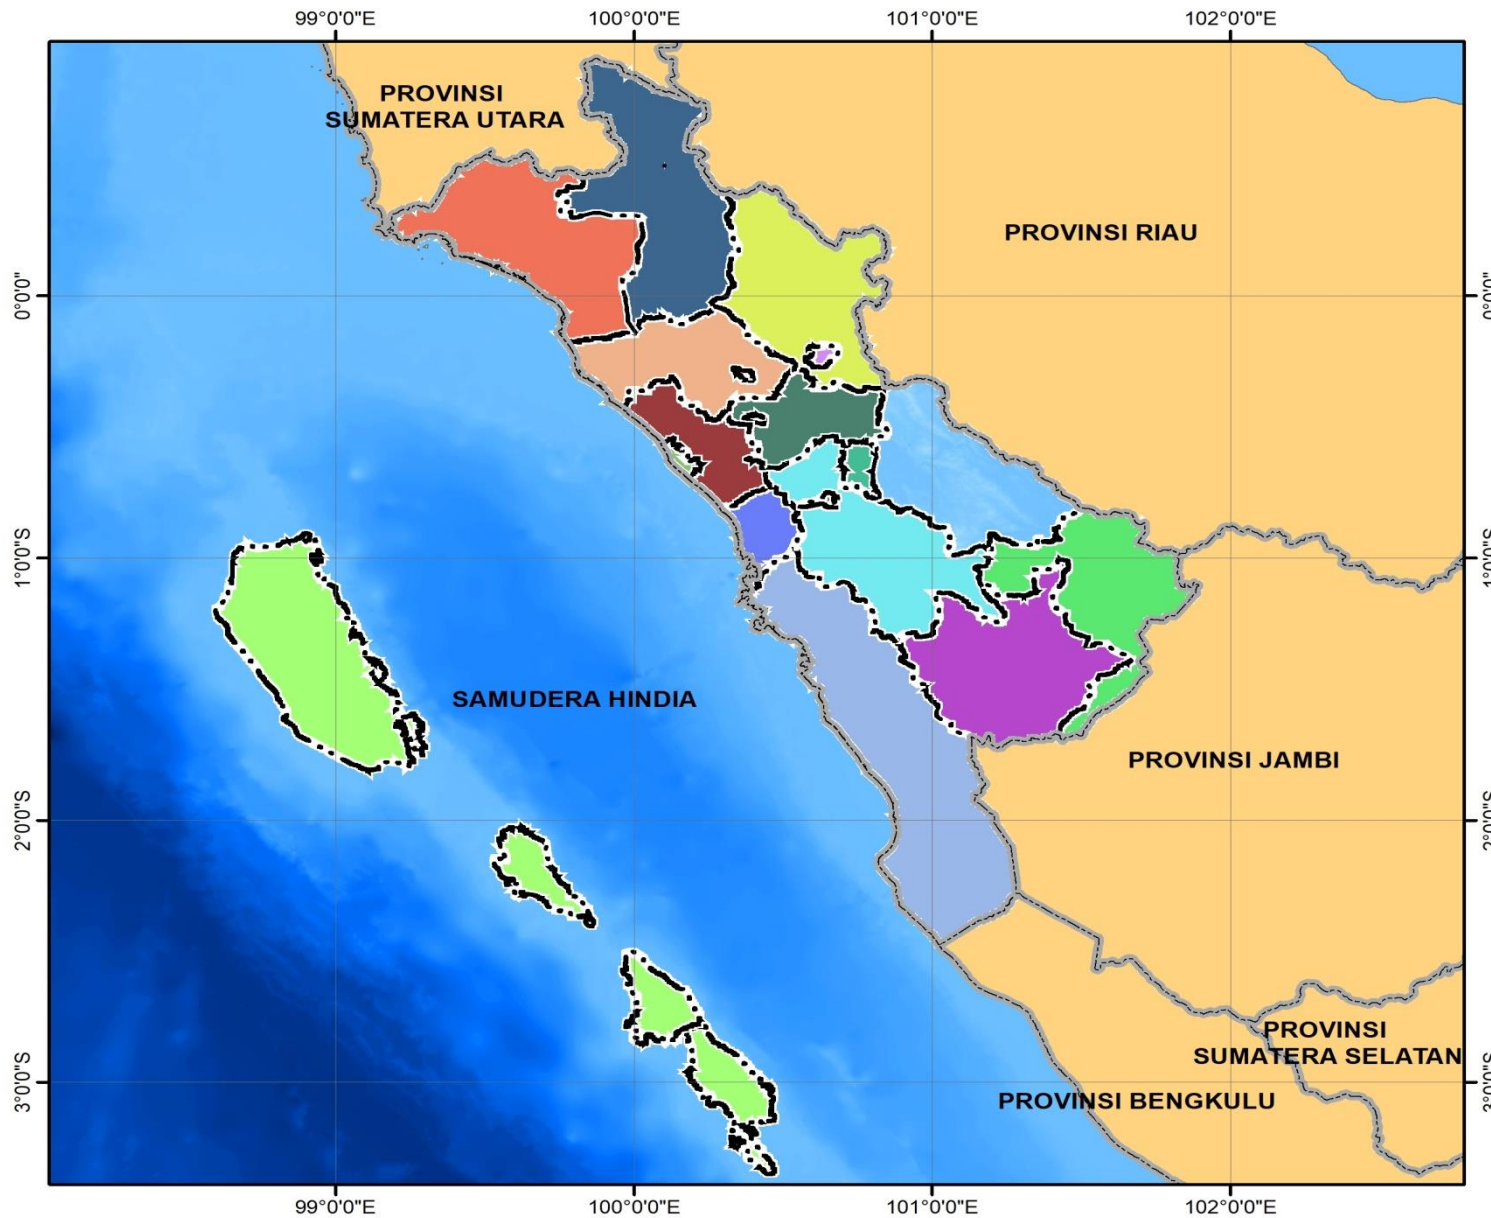 99°0'0"E 100°0'0"E 101°0'0"E 102°0'0"E
PROVINSI
SUMATERA UTARA
PROVINSI RIAU
0°0'0" 0°0'0"
1°0'0"S 1°0'0"S
SAMUDERA HINDIA
PROVINSI JAMBI
2°0'0"S 2°0'0"S
PROVINSI
SUMATERA SELATAN
3°0'0"S 3°0'0"S
PROVINSI BENGKULU
99°0'0"E 100°0'0"E 101°0'0"E 102°0'0"E